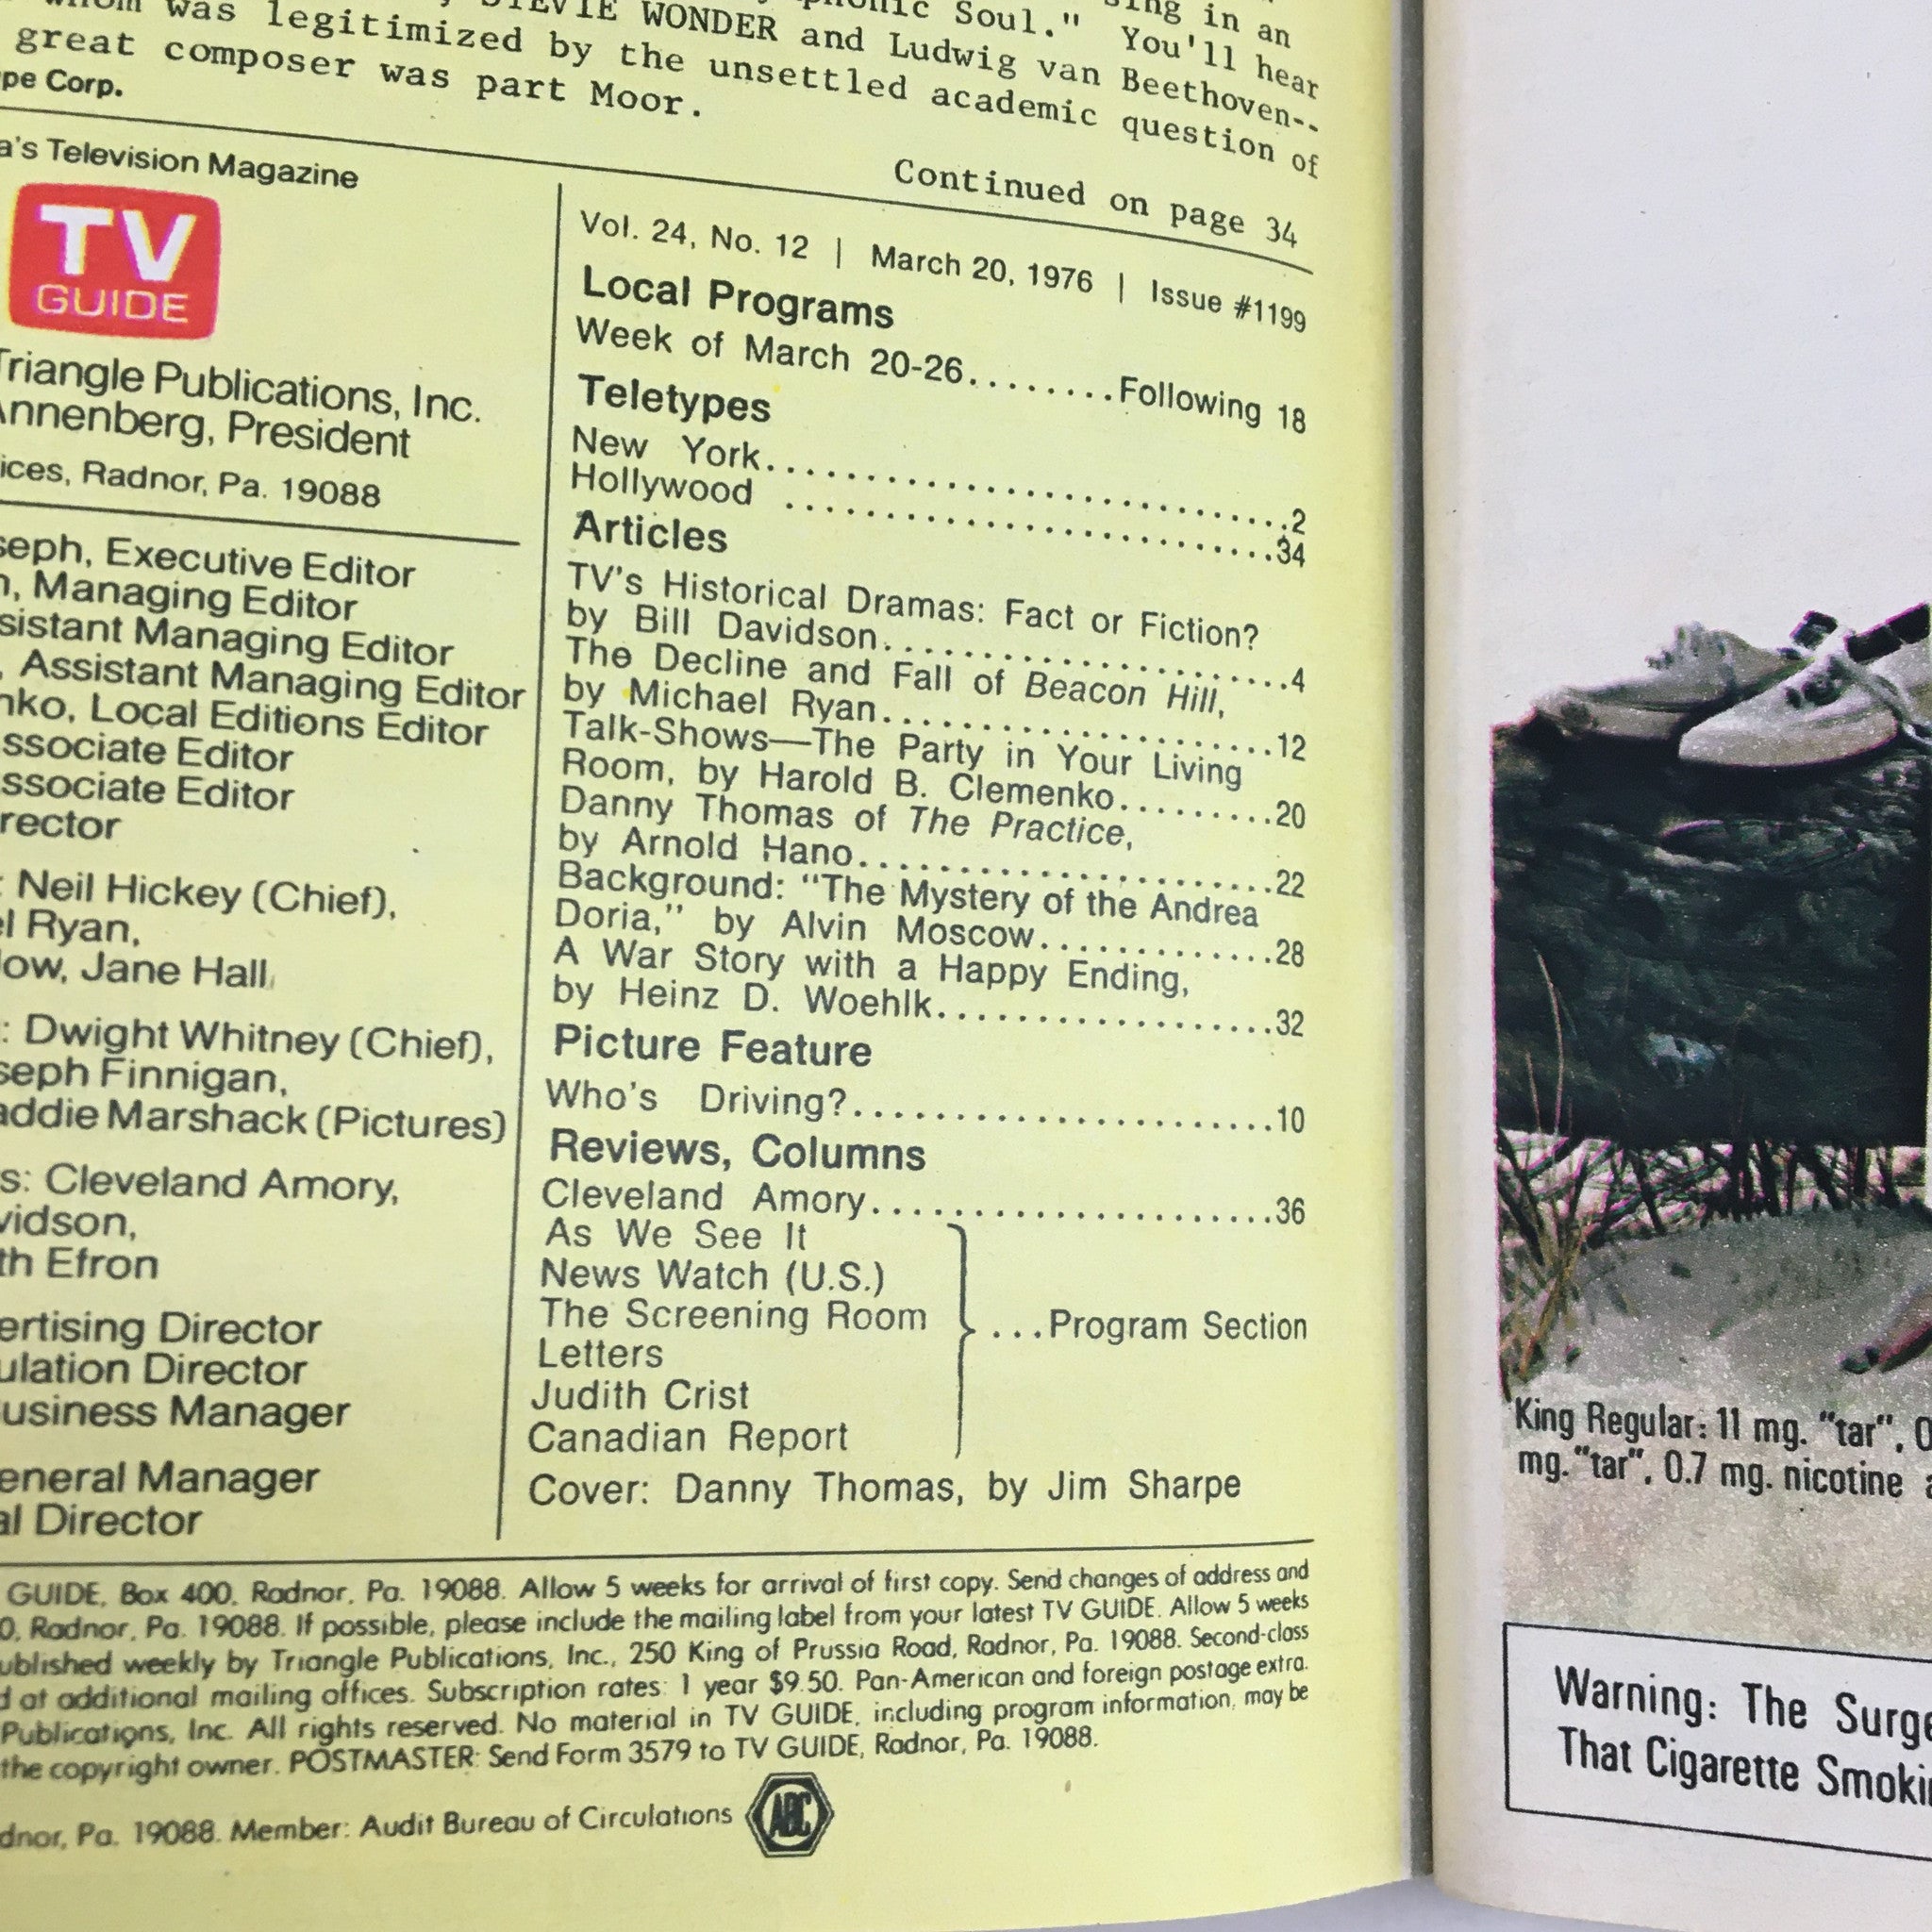 sing in an
phonic Soul." You'll hear
STEVIE WONDER and Ludwig van Beethoven--
whom was legitimized by the unsettled academic question of
great composer was part Moor.
Continued on page 34
pe Corp.
a's Television Magazine
TV
GUIDE
Triangle Publications, Inc.
Annenberg, President
ices, Radnor, Pa. 19088
seph, Executive Editor
n, Managing Editor
sistant Managing Editor
, Assistant Managing Editor
nko, Local Editions Editor
ssociate Editor
ssociate Editor
rector
: Neil Hickey (Chief),
el Ryan,
low, Jane Hall
: Dwight Whitney (Chief),
seph Finnigan,
addie Marshack (Pictures)
s: Cleveland Amory,
vidson,
th Efron
ertising Director
ulation Director
usiness Manager
eneral Manager
al Director
Vol. 24, No. 12 | March 20, 1976 | Issue #1199
Local Programs
Week of March 20-26........Following 18
Teletypes
New York..............................2
Hollywood ............................34
Articles
TV's Historical Dramas: Fact or Fiction?
by Bill Davidson.......................4
The Decline and Fall of Beacon Hill,
by Michael Ryan......................12
Talk-Shows—The Party in Your Living
Room, by Harold B. Clemenko.........20
Danny Thomas of The Practice,
by Arnold Hano.......................22
Background: "The Mystery of the Andrea
Doria," by Alvin Moscow.............28
A War Story with a Happy Ending,
by Heinz D. Woehlk..................32
Picture Feature
Who's Driving?.......................10
Reviews, Columns
Cleveland Amory......................36
As We See It
News Watch (U.S.)
The Screening Room
...Program Section
Letters
Judith Crist
Canadian Report
Cover: Danny Thomas, by Jim Sharpe
GUIDE, Box 400, Radnor, Pa. 19088. Allow 5 weeks for arrival of first copy. Send changes of address and
0, Radnor, Pa. 19088. If possible, please include the mailing label from your latest TV GUIDE. Allow 5 weeks
ublished weekly by Triangle Publications, Inc., 250 King of Prussia Road, Radnor, Pa. 19088. Second-class
d at additional mailing offices. Subscription rates: 1 year $9.50. Pan-American and foreign postage extra.
Publications, Inc. All rights reserved. No material in TV GUIDE, including program information, may be
the copyright owner. POSTMASTER: Send Form 3579 to TV GUIDE, Radnor, Pa. 19088.
dnor, Pa. 19088. Member: Audit Bureau of Circulations
ABC
King Regular: 11 mg. "tar", 0
mg. "tar", 0.7 mg. nicotine a
Warning: The Surge
That Cigarette Smoki